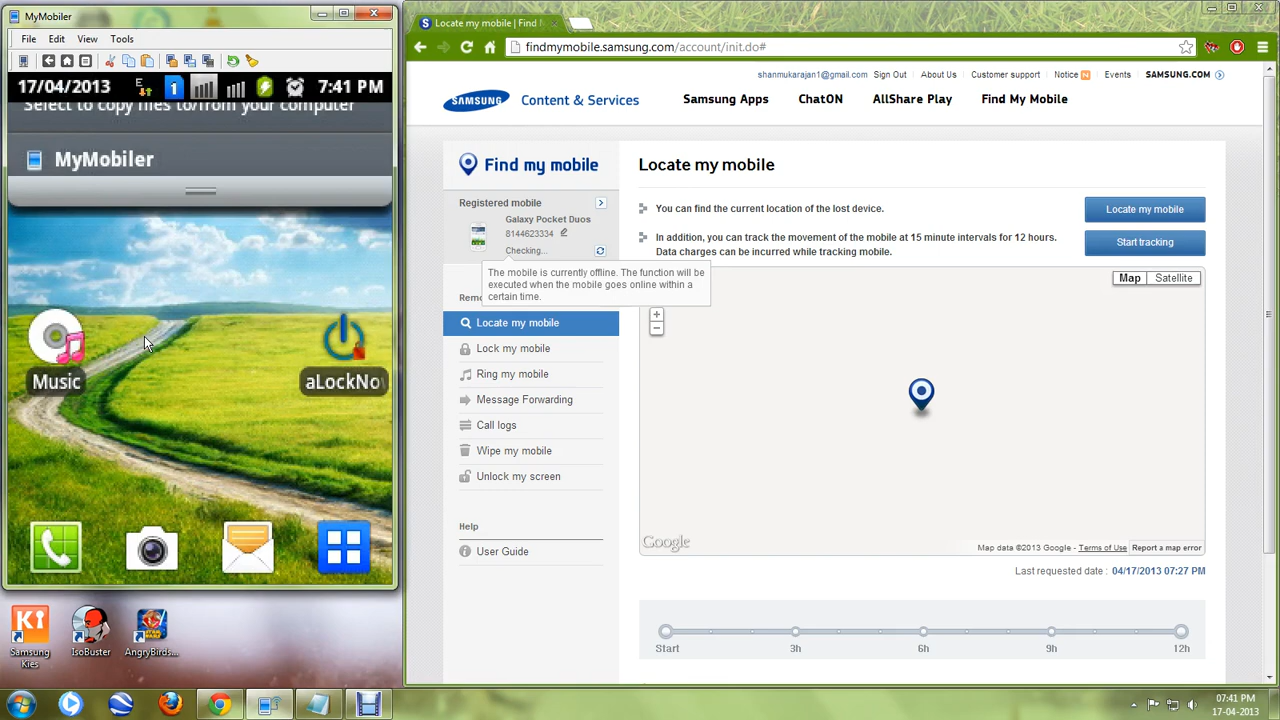 MyMobiler
File Edit View Tools
17/04/2013
E
1
7:41 PM
Select to copy files to/from your computer
MyMobiler
Music
aLockNo
Samsung Kies
IsoBuster
AngryBirds...
Locate my mobile | Find M
findmymobile.samsung.com/account/init.do#
shanmukarajan1@gmail.com Sign Out About Us Customer support Notice N Events SAMSUNG.COM
SAMSUNG Content & Services Samsung Apps ChatON AllShare Play Find My Mobile
Find my mobile
Registered mobile
Galaxy Pocket Duos
8144623334
Checking...
The mobile is currently offline. The function will be
executed when the mobile goes online within a
certain time.
Remo
Locate my mobile
Lock my mobile
Ring my mobile
Message Forwarding
Call logs
Wipe my mobile
Unlock my screen
Help
User Guide
Locate my mobile
You can find the current location of the lost device.
Locate my mobile
In addition, you can track the movement of the mobile at 15 minute intervals for 12 hours.
Data charges can be incurred while tracking mobile.
Start tracking
Map Satellite
Google
Map data ©2013 Google - Terms of Use Report a map error
Last requested date : 04/17/2013 07:27 PM
Start 3h 6h 9h 12h
07:41 PM
17-04-2013